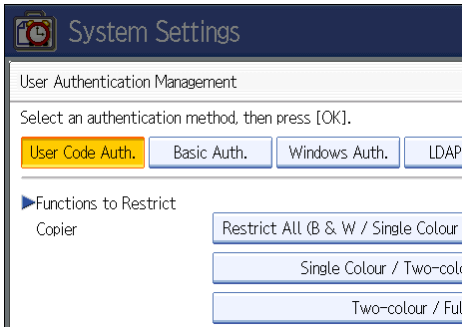 System Settings
User Authentication Management
Select an authentication method, then press [OK].
User Code Auth. Basic Auth. Windows Auth. LDAP
▶Functions to Restrict
Copier Restrict All (B & W / Single Colour
Single Colour / Two-colo
Two-colour / Ful